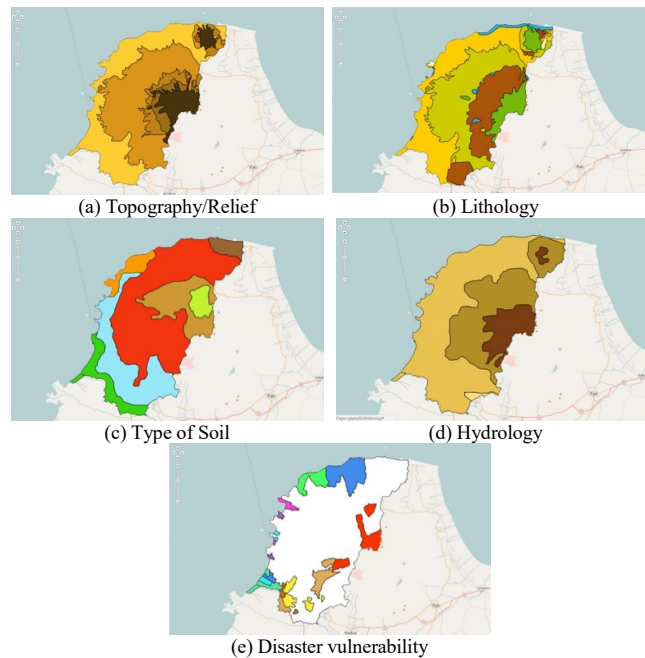 (a) Topography/Relief
(b) Lithology
(c) Type of Soil
(d) Hydrology
(e) Disaster vulnerability